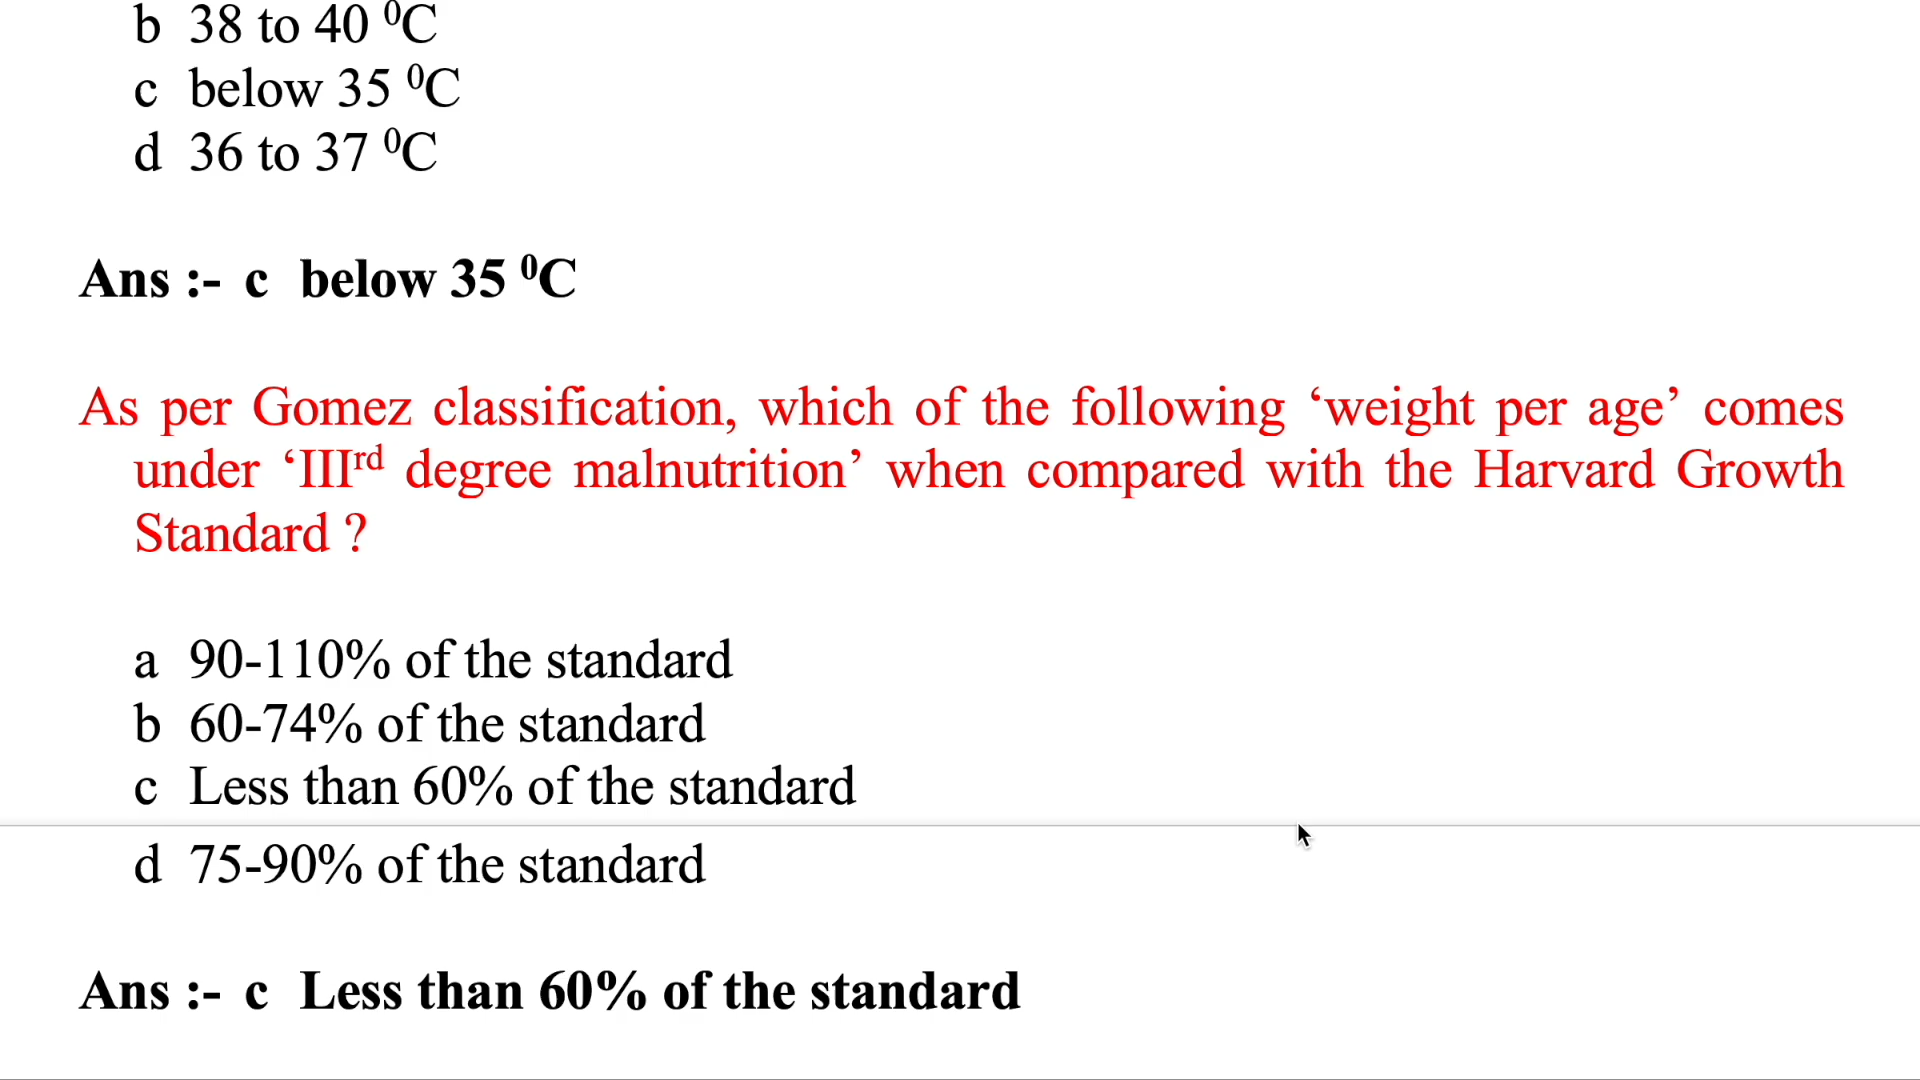 b 38 to 40 ⁰C
c below 35 ⁰C
d 36 to 37 ⁰C
Ans :- c below 35 ⁰C
As per Gomez classification, which of the following ‘weight per age’ comes
under ‘IIIrd degree malnutrition’ when compared with the Harvard Growth
Standard ?
a 90-110% of the standard
b 60-74% of the standard
c Less than 60% of the standard
d 75-90% of the standard
Ans :- c Less than 60% of the standard